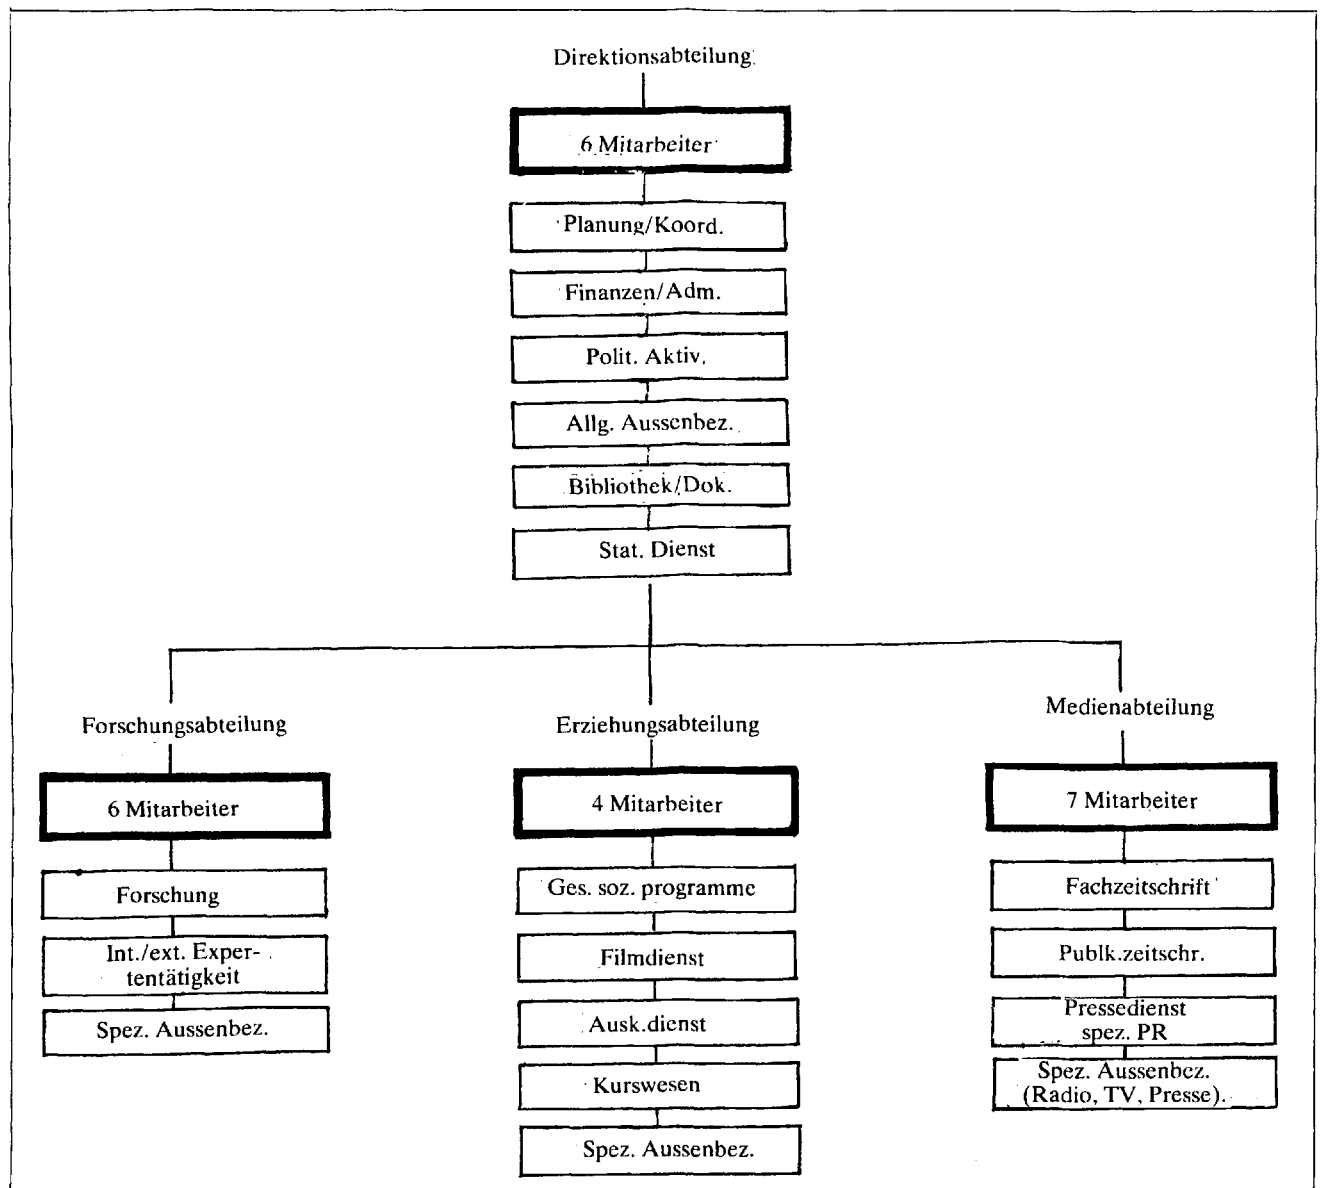 Direktionsabteilung
6 Mitarbeiter
Planung/Koord.
Finanzen/Adm.
Polit. Aktiv.
Allg. Aussenbez.
Bibliothek/Dok.
Stat. Dienst
Forschungsabteilung
6 Mitarbeiter
Forschung
Int./ext. Exper-
tentätigkeit
Spez. Aussenbez.
Erziehungsabteilung
4 Mitarbeiter
Ges. soz. programme
Filmdienst
Ausk.dienst
Kurswesen
Spez. Aussenbez.
Medienabteilung
7 Mitarbeiter
Fachzeitschrift
Publk.zeitschr.
Pressedienst
spez. PR
Spez. Aussenbez.
(Radio, TV, Presse).